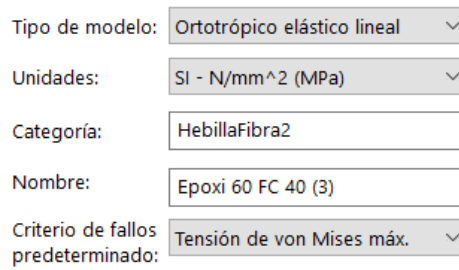 Tipo de modelo: Ortotrópico elástico lineal
Unidades: SI - N/mm^2 (MPa)
Categoría: HebillaFibra2
Nombre: Epoxi 60 FC 40 (3)
Criterio de fallos
predeterminado: Tensión de von Mises máx.